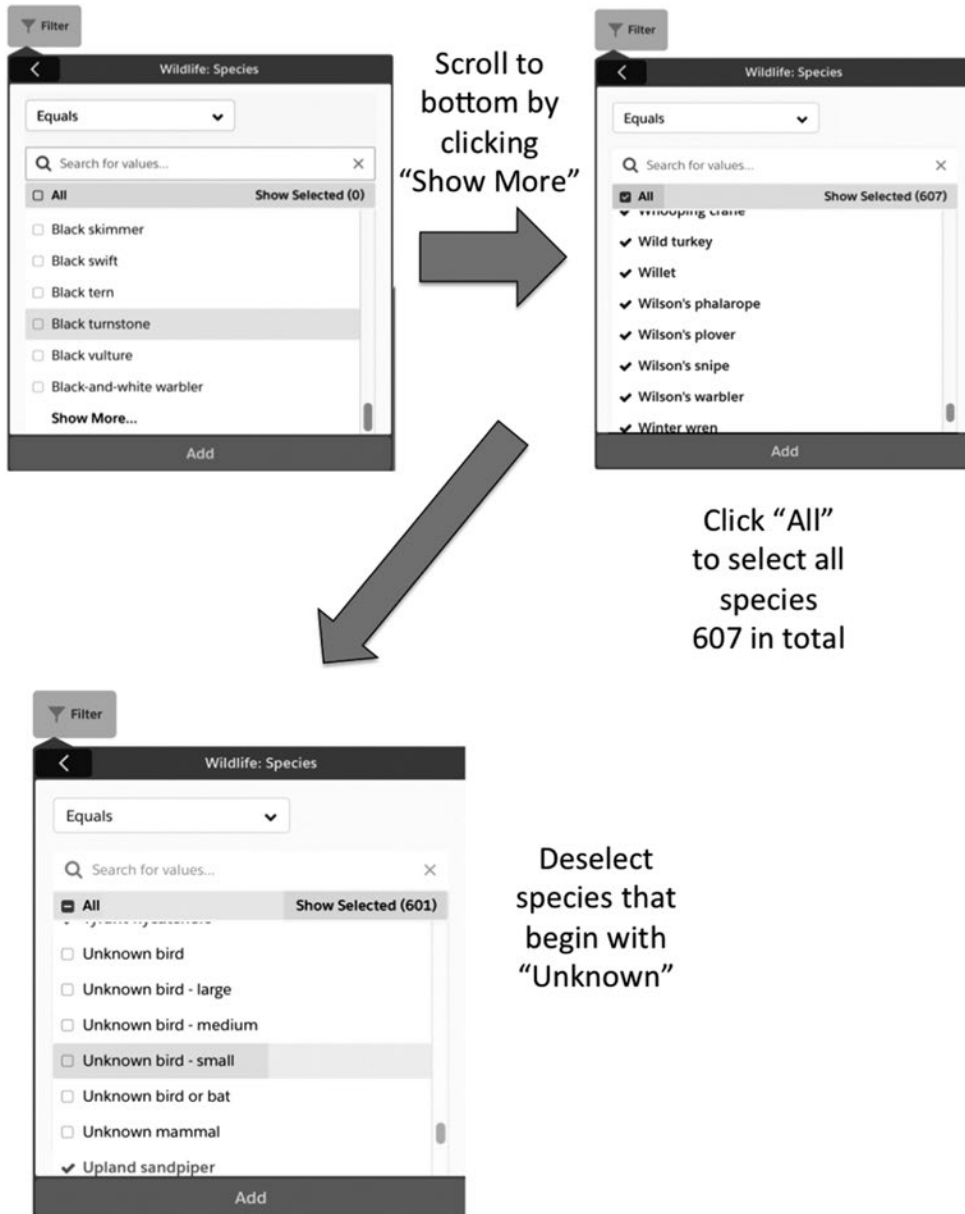 Filter
Wildlife: Species
Equals
Search for values...
All Show Selected (0)
Black skimmer
Black swift
Black tern
Black turnstone
Black vulture
Black-and-white warbler
Show More...
Add
Scroll to
bottom by
clicking
“Show More”
Filter
Wildlife: Species
Equals
Search for values...
All Show Selected (607)
Whooping crane
Wild turkey
Willet
Wilson's phalarope
Wilson's plover
Wilson's snipe
Wilson's warbler
Winter wren
Add
Click “All”
to select all
species
607 in total
Filter
Wildlife: Species
Equals
Search for values...
All Show Selected (601)
Tyrant flycatchers
Unknown bird
Unknown bird - large
Unknown bird - medium
Unknown bird - small
Unknown bird or bat
Unknown mammal
Upland sandpiper
Add
Deselect
species that
begin with
“Unknown”